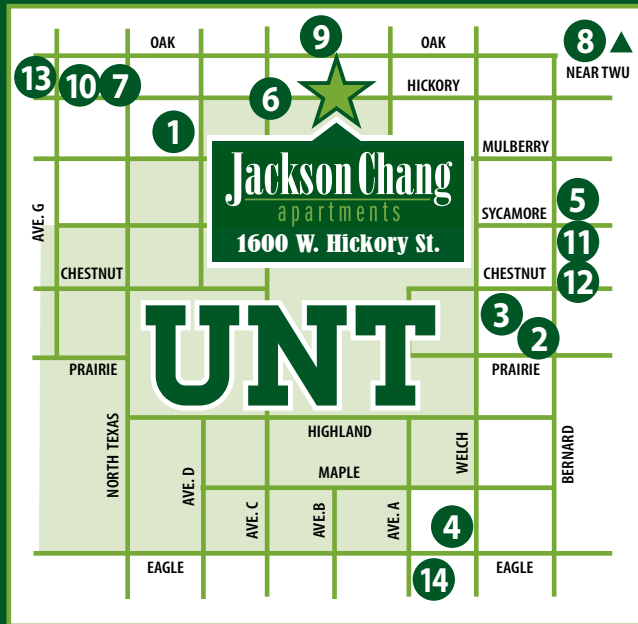 OAK
9
OAK
8
NEAR TWU
13
10
7
6
HICKORY
1
MULBERRY
Jackson Chang
apartments
1600 W. Hickory St.
AVE. G
SYCAMORE
5
11
CHESTNUT
CHESTNUT
12
UNT
3
2
PRAIRIE
PRAIRIE
HIGHLAND
NORTH TEXAS
AVE. D
MAPLE
WELCH
BERNARD
AVE. C
AVE.B
AVE. A
4
EAGLE
14
EAGLE